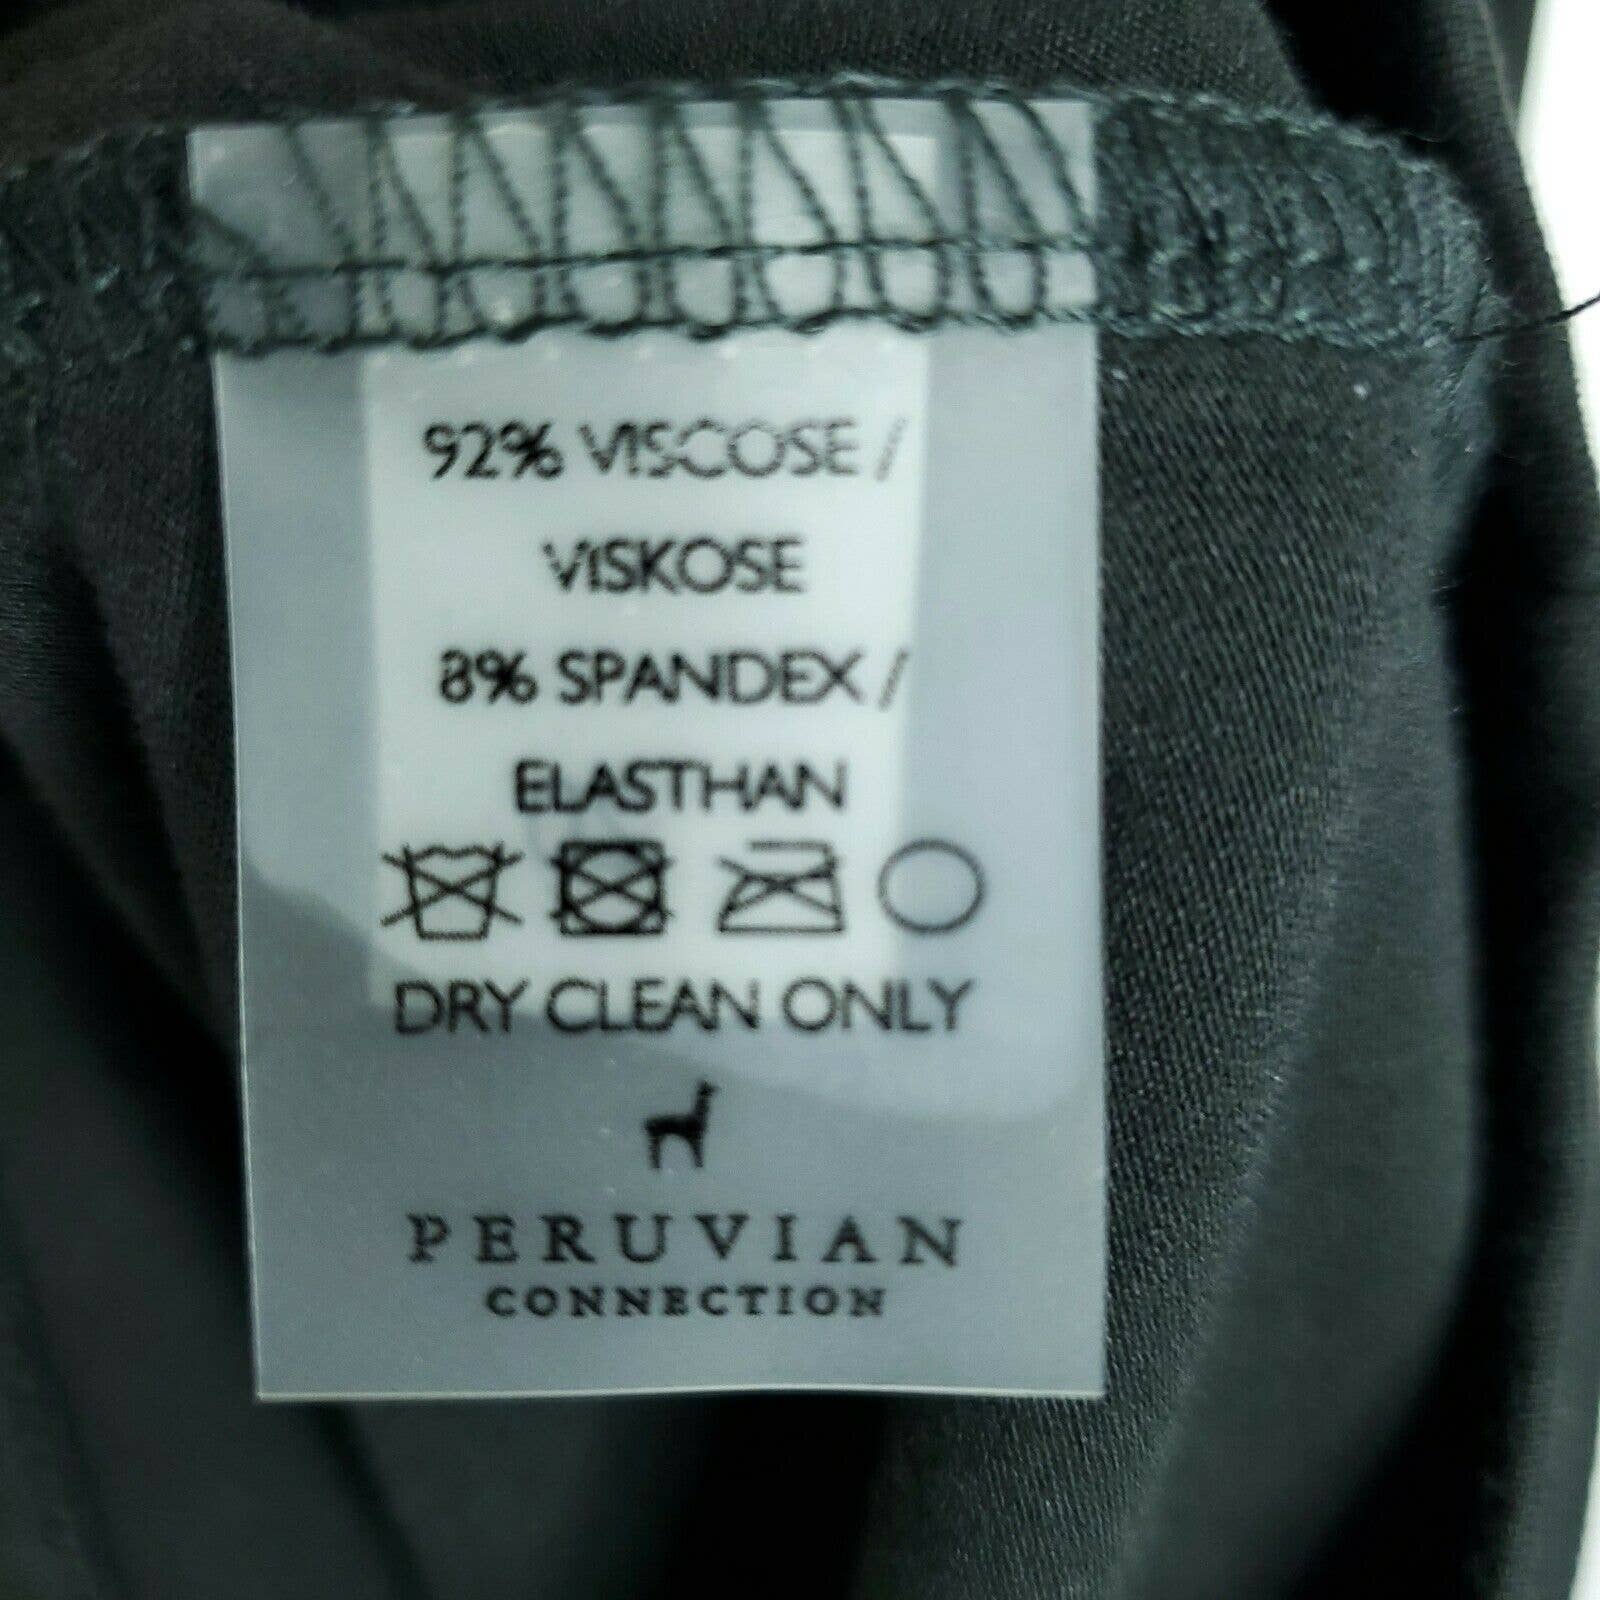 92% VISCOSE /
VISKOSE
8% SPANDEX /
ELASTHAN
DRY CLEAN ONLY
PERUVIAN
CONNECTION